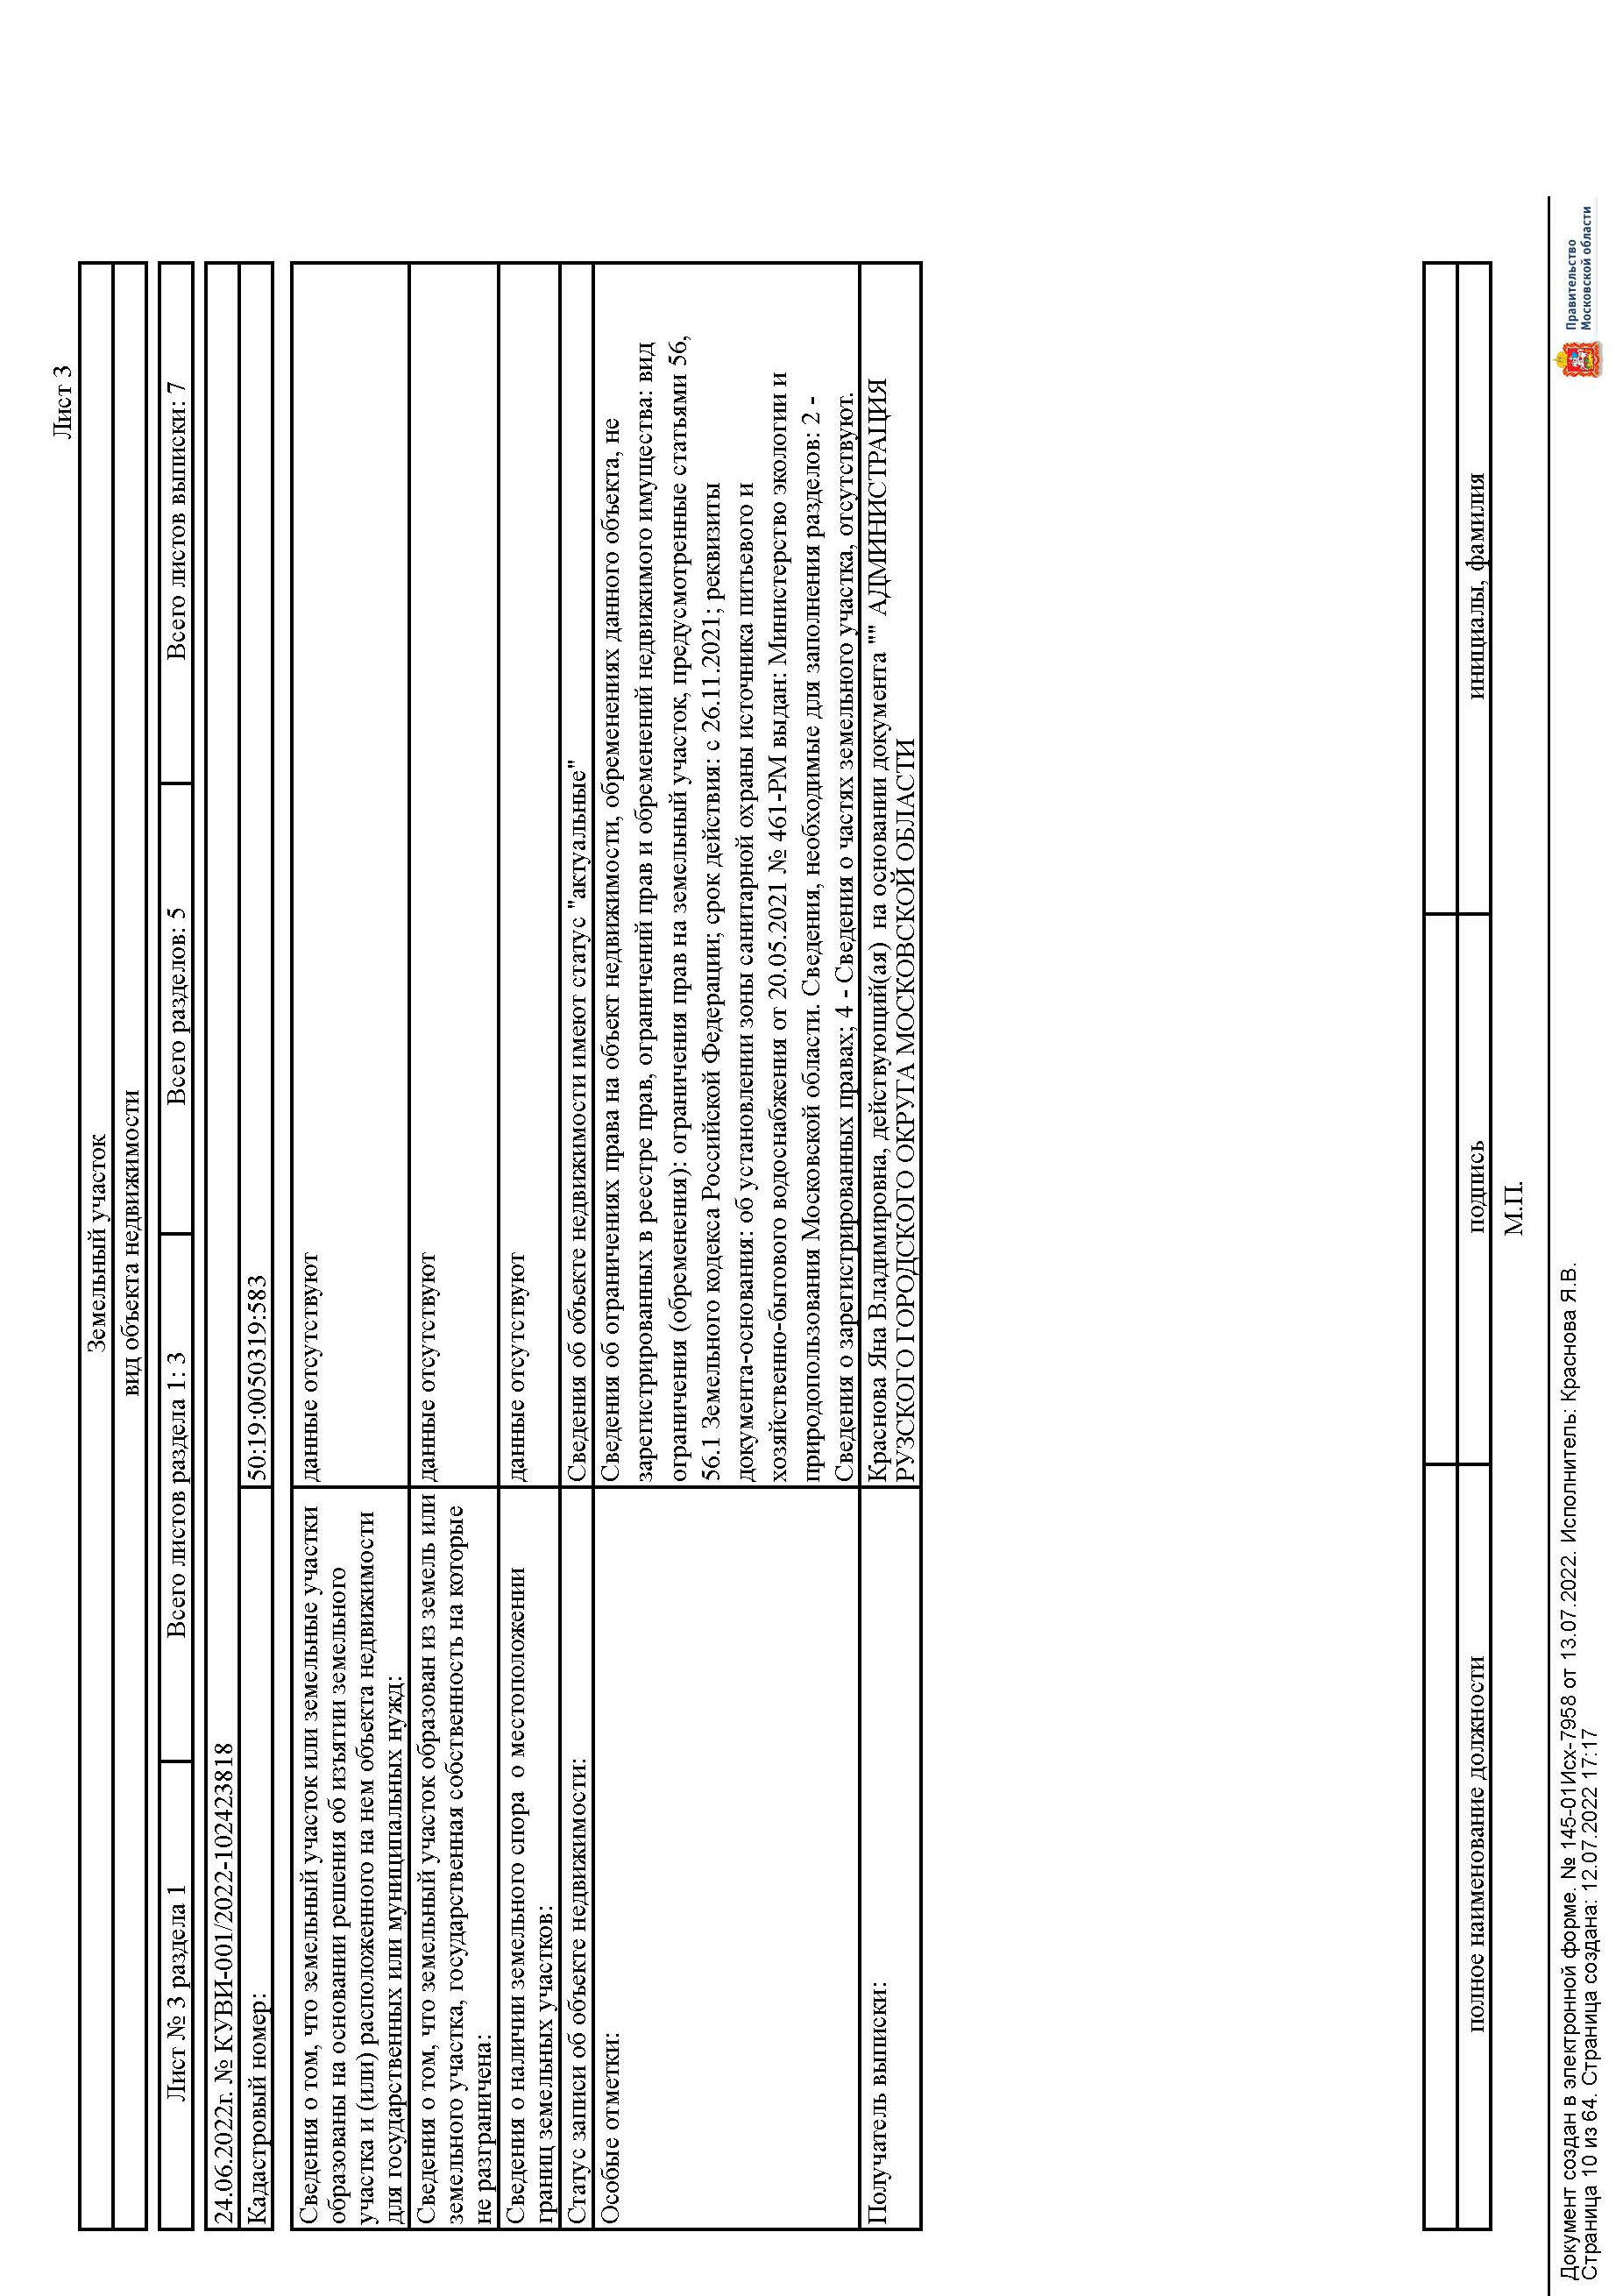 Лист 3
Земельный участок
вид объекта недвижимости
Лист № 3 раздела 1
Всего листов раздела 1: 3
Всего разделов: 5
Всего листов выписки: 7
24.06.2022г. № КУВИ-001/2022-102423818
Кадастровый номер:
50:19:0050319:583
Сведения о том, что земельный участок или земельные участки
образованы на основании решения об изъятии земельного
участка и (или) расположенного на нем объекта недвижимости
для государственных или муниципальных нужд:
данные отсутствуют
Сведения о том, что земельный участок образован из земель или
земельного участка, государственная собственность на которые
не разграничена:
данные отсутствуют
Сведения о наличии земельного спора о местоположении
границ земельных участков:
данные отсутствуют
Статус записи об объекте недвижимости:
Сведения об объекте недвижимости имеют статус "актуальные"
Особые отметки:
Сведения об ограничениях права на объект недвижимости, обременениях данного объекта, не
зарегистрированных в реестре прав, ограничений прав и обременений недвижимого имущества: вид
ограничения (обременения): ограничения прав на земельный участок, предусмотренные статьями 56,
56.1 Земельного кодекса Российской Федерации; срок действия: с 26.11.2021; реквизиты
документа-основания: об установлении зоны санитарной охраны источника питьевого и
хозяйственно-бытового водоснабжения от 20.05.2021 № 461-РМ выдан: Министерство экологии и
природопользования Московской области. Сведения, необходимые для заполнения разделов: 2 -
Сведения о зарегистрированных правах; 4 - Сведения о частях земельного участка, отсутствуют.
Получатель выписки:
Краснова Яна Владимировна, действующий(ая) на основании документа "" АДМИНИСТРАЦИЯ
РУЗСКОГО ГОРОДСКОГО ОКРУГА МОСКОВСКОЙ ОБЛАСТИ
полное наименование должности
подпись
инициалы, фамилия
М.П.
Документ создан в электронной форме. № 145-01Исх-7958 от 13.07.2022. Исполнитель: Краснова Я.В.
Страница 10 из 64. Страница создана: 12.07.2022 17:17
Правительство
Московской области